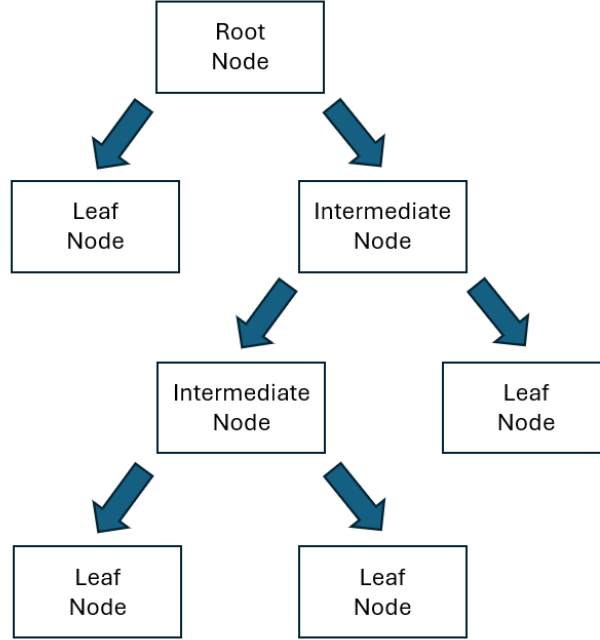 Root
Node
Leaf
Node
Intermediate
Node
Intermediate
Node
Leaf
Node
Leaf
Node
Leaf
Node